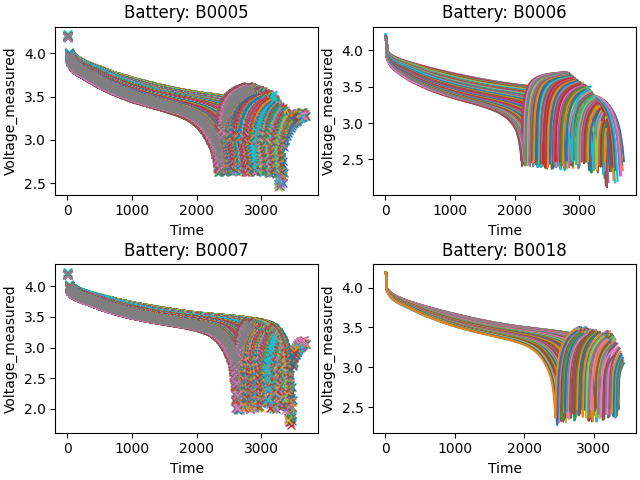 Battery: B0005
Voltage_measured
4.0
3.5
3.0
2.5
0
1000
2000
3000
Time
Battery: B0006
Voltage_measured
4.0
3.5
3.0
2.5
0
1000
2000
3000
Time
Battery: B0007
Voltage_measured
4.0
3.5
3.0
2.5
2.0
0
1000
2000
3000
Time
Battery: B0018
Voltage_measured
4.0
3.5
3.0
2.5
0
1000
2000
3000
Time